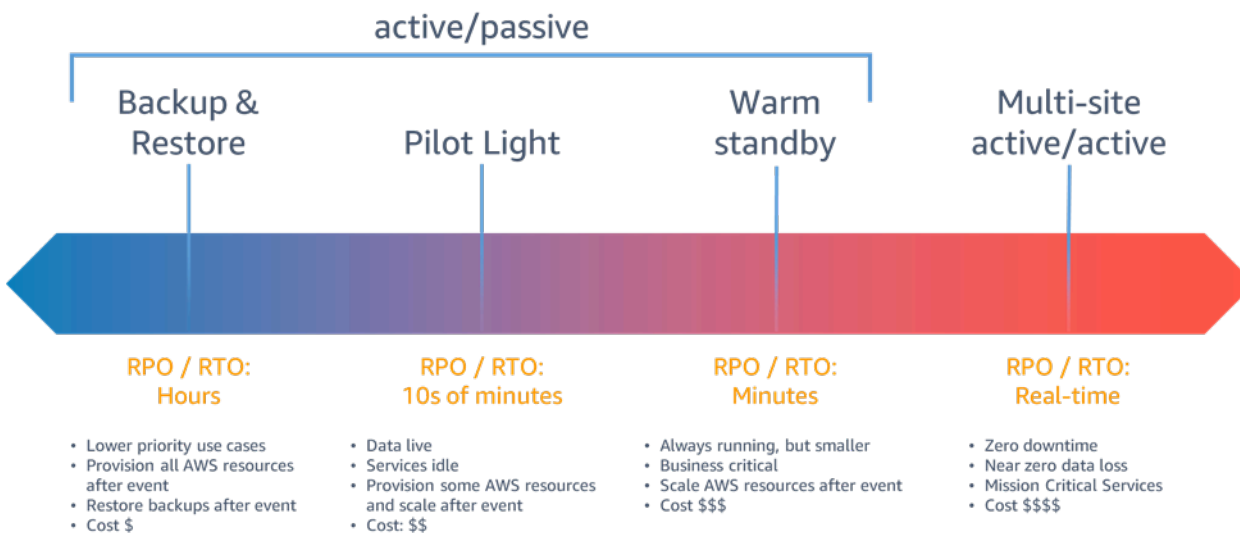 active/passive
Backup &
Restore
Pilot Light
Warm
standby
Multi-site
active/active
RPO / RTO:
Hours
RPO / RTO:
10s of minutes
RPO / RTO:
Minutes
RPO / RTO:
Real-time
• Lower priority use cases
• Provision all AWS resources
after event
• Restore backups after event
• Cost $
• Data live
• Services idle
• Provision some AWS resources
and scale after event
• Cost: $$
• Always running, but smaller
• Business critical
• Scale AWS resources after event
• Cost $$$
• Zero downtime
• Near zero data loss
• Mission Critical Services
• Cost $$$$